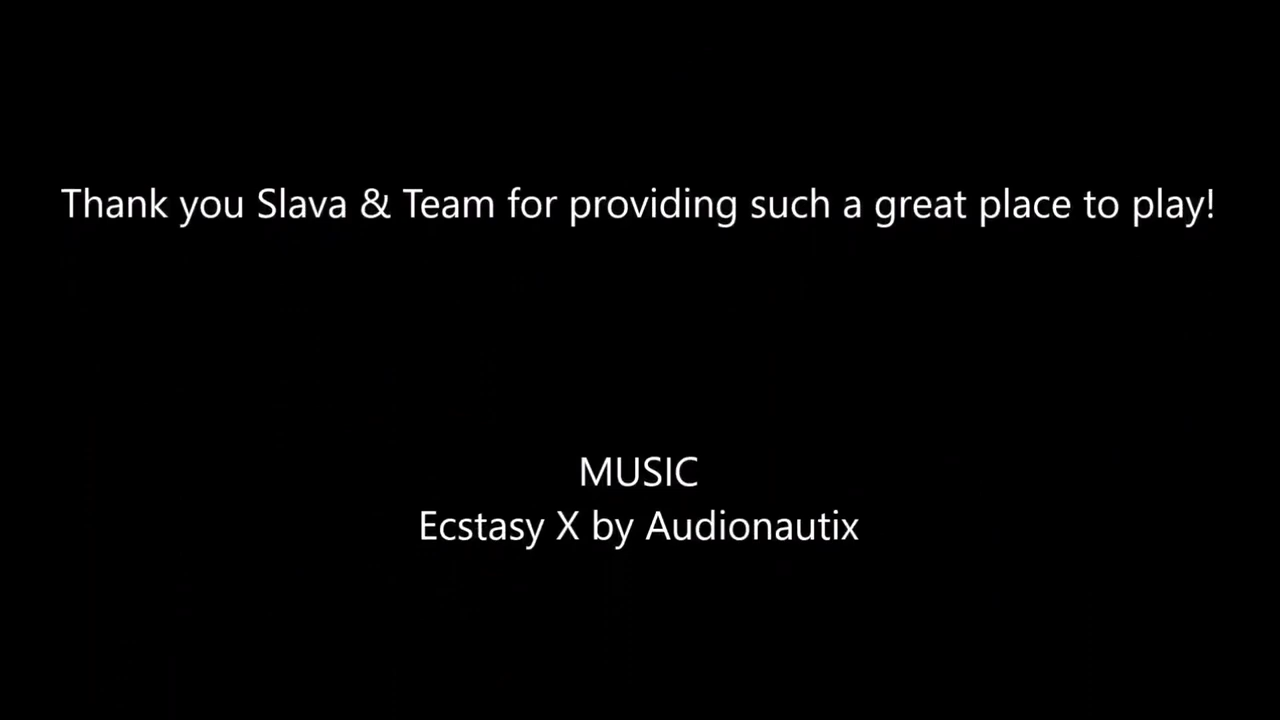 Thank you Slava & Team for providing such a great place to play!
MUSIC
Ecstasy X by Audionautix